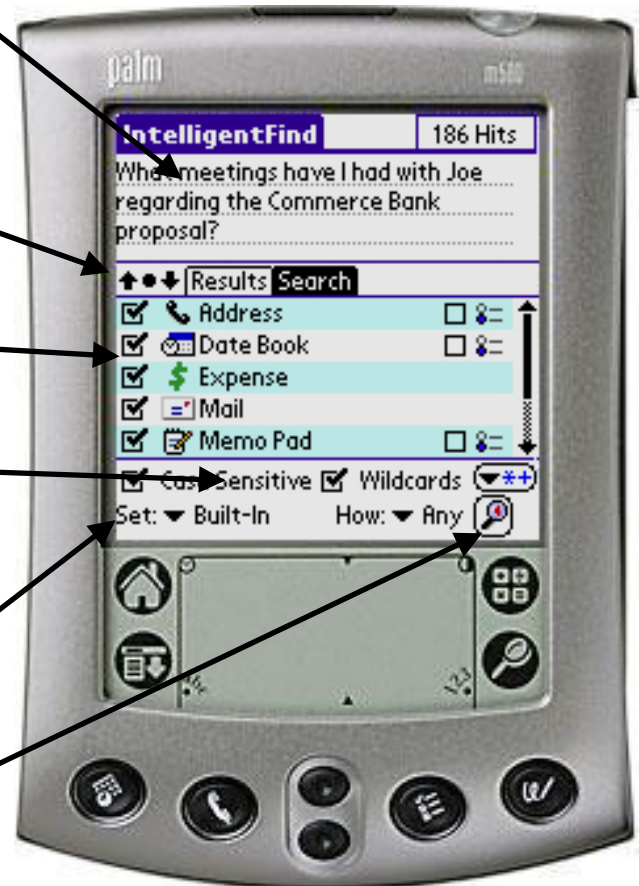 palm
m500
IntelligentFind 186 Hits
What meetings have I had with Joe
regarding the Commerce Bank
proposal?
Results Search
Address
Date Book
$ Expense
Mail
Memo Pad
Case Sensitive Wildcards *+
Set: Built-In How: Any